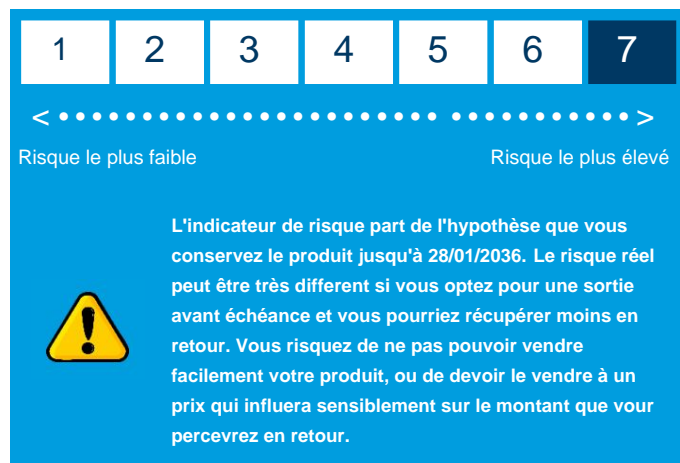 1 2 3 4 5 6 7
< >
Risque le plus faible Risque le plus élevé
L'indicateur de risque part de l'hypothèse que vous
conservez le produit jusqu'à 28/01/2036. Le risque réel
peut être très different si vous optez pour une sortie
avant échéance et vous pourriez récupérer moins en
retour. Vous risquez de ne pas pouvoir vendre
facilement votre produit, ou de devoir le vendre à un
prix qui influera sensiblement sur le montant que vour
percevrez en retour.